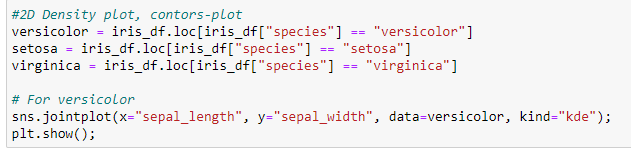 #2D Density plot, contors-plot
versicolor = iris_df.loc[iris_df["species"] == "versicolor"]
setosa = iris_df.loc[iris_df["species"] == "setosa"]
virginica = iris_df.loc[iris_df["species"] == "virginica"]
# For versicolor
sns.jointplot(x="sepal_length", y="sepal_width", data=versicolor, kind="kde");
plt.show();